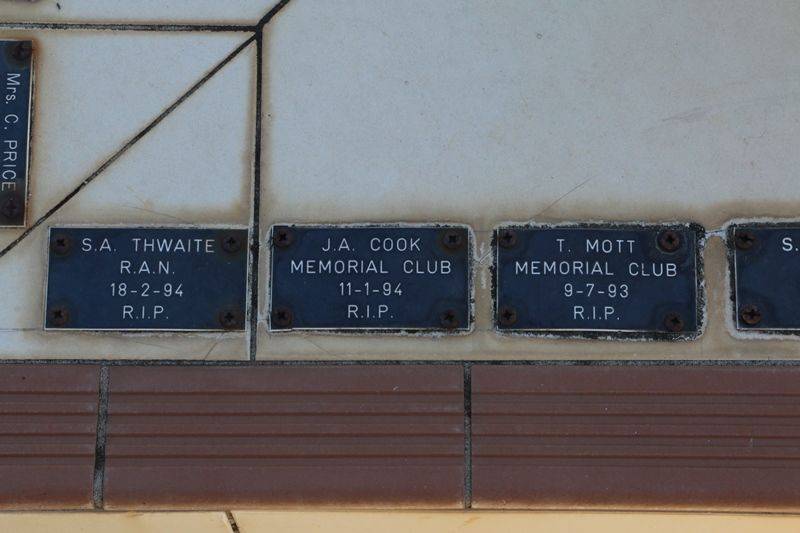 Mrs. C. PRICE
S.A. THWAITE
R.A.N.
18-2-94
R.I.P.
J.A. COOK
MEMORIAL CLUB
11-1-94
R.I.P.
T. MOTT
MEMORIAL CLUB
9-7-93
R.I.P.
S.